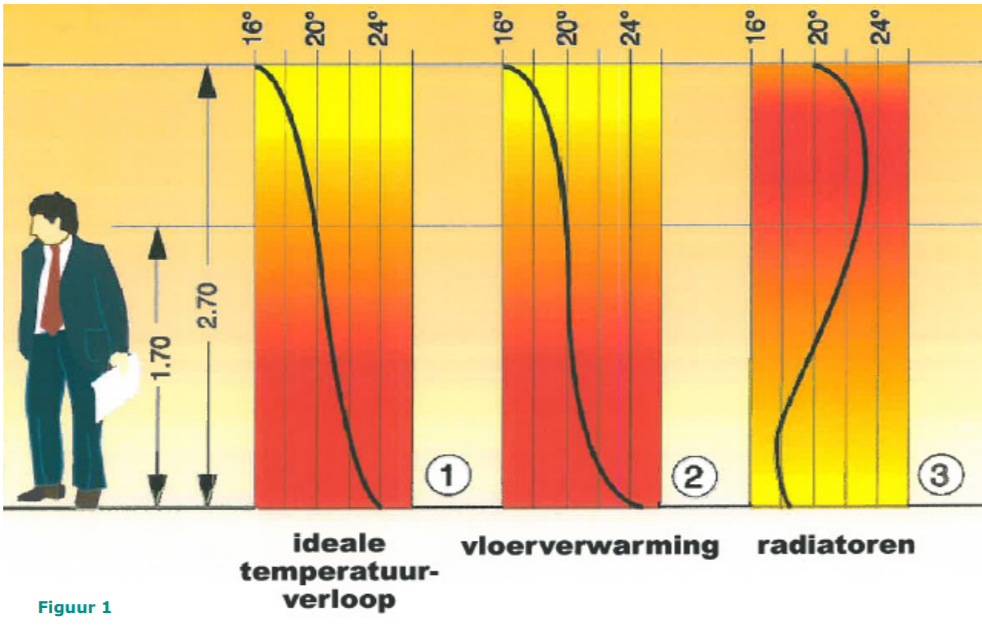 16° 20° 24° 16° 20° 24° 16° 20° 24°
2.70
1.70
1 2 3
ideale
temperatuur-
verloop
vloerverwarming
radiatoren
Figuur 1